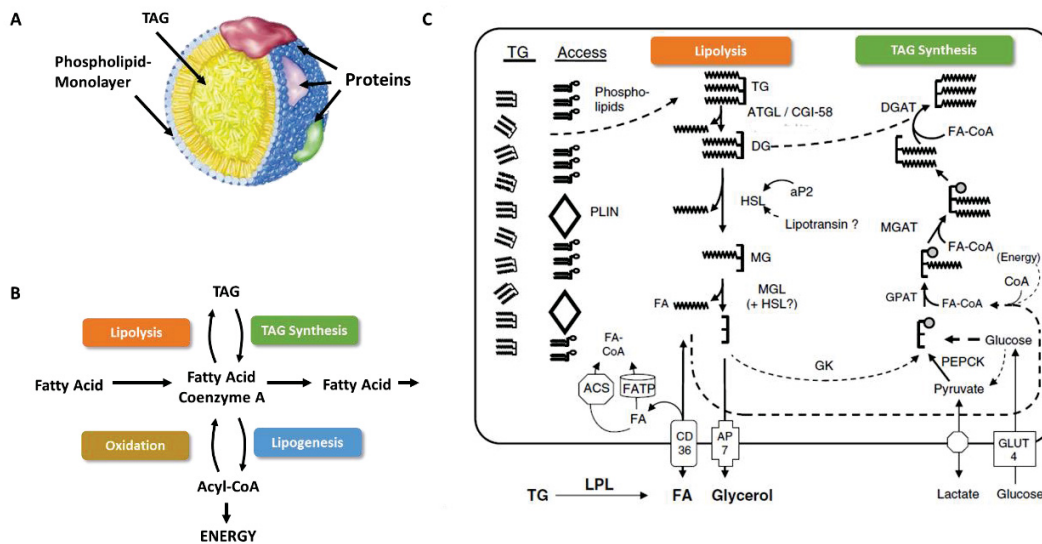 A
TAG
Phospholipid-
Monolayer
Proteins
B
TAG
Lipolysis
TAG Synthesis
Fatty Acid
Fatty Acid
Coenzyme A
Fatty Acid
Oxidation
Lipogenesis
Acyl-CoA
ENERGY
C
TG
Access
Lipolysis
TAG Synthesis
Phospho-
lipids
TG
ATGL / CGI-58
DG
HSL
aP2
Lipotransin ?
PLIN
MG
MGL
(+ HSL?)
FA
FA-
CoA
ACS
FATP
FA
CD
36
AP
7
TG
LPL
FA
Glycerol
DGAT
FA-CoA
MGAT
FA-CoA
(Energy)
CoA
GPAT
FA-CoA
Glucose
PEPCK
GK
Pyruvate
GLUT
4
Lactate
Glucose